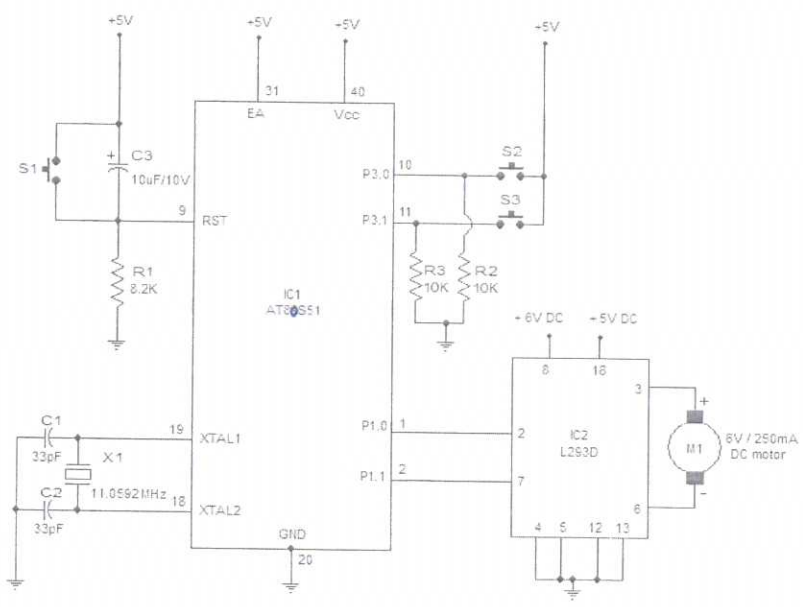 +5V
+5V
+5V
+5V
31
40
EA
Vcc
S1
+
C3
10uF/10V
10
P3.0
S2
9
RST
11
P3.1
S3
R1
8.2K
R3
10K
R2
10K
IC1
AT89S51
+6V DC
+5V DC
8
16
3
+
C1
33pF
19
XTAL1
P1.0
1
2
IC2
L293D
M1
6V / 250mA
DC motor
X1
11.0592MHz
P1.1
2
7
C2
33pF
18
XTAL2
6
-
GND
20
4
5
12
13